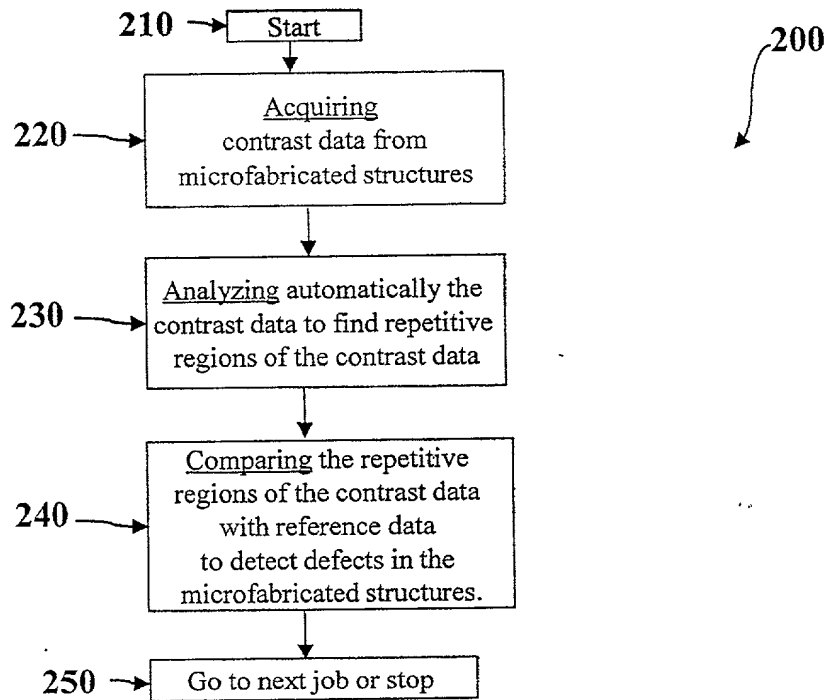 210
Start
200
220
Acquiring
contrast data from
microfabricated structures
230
Analyzing automatically the
contrast data to find repetitive
regions of the contrast data
240
Comparing the repetitive
regions of the contrast data
with reference data
to detect defects in the
microfabricated structures.
250
Go to next job or stop